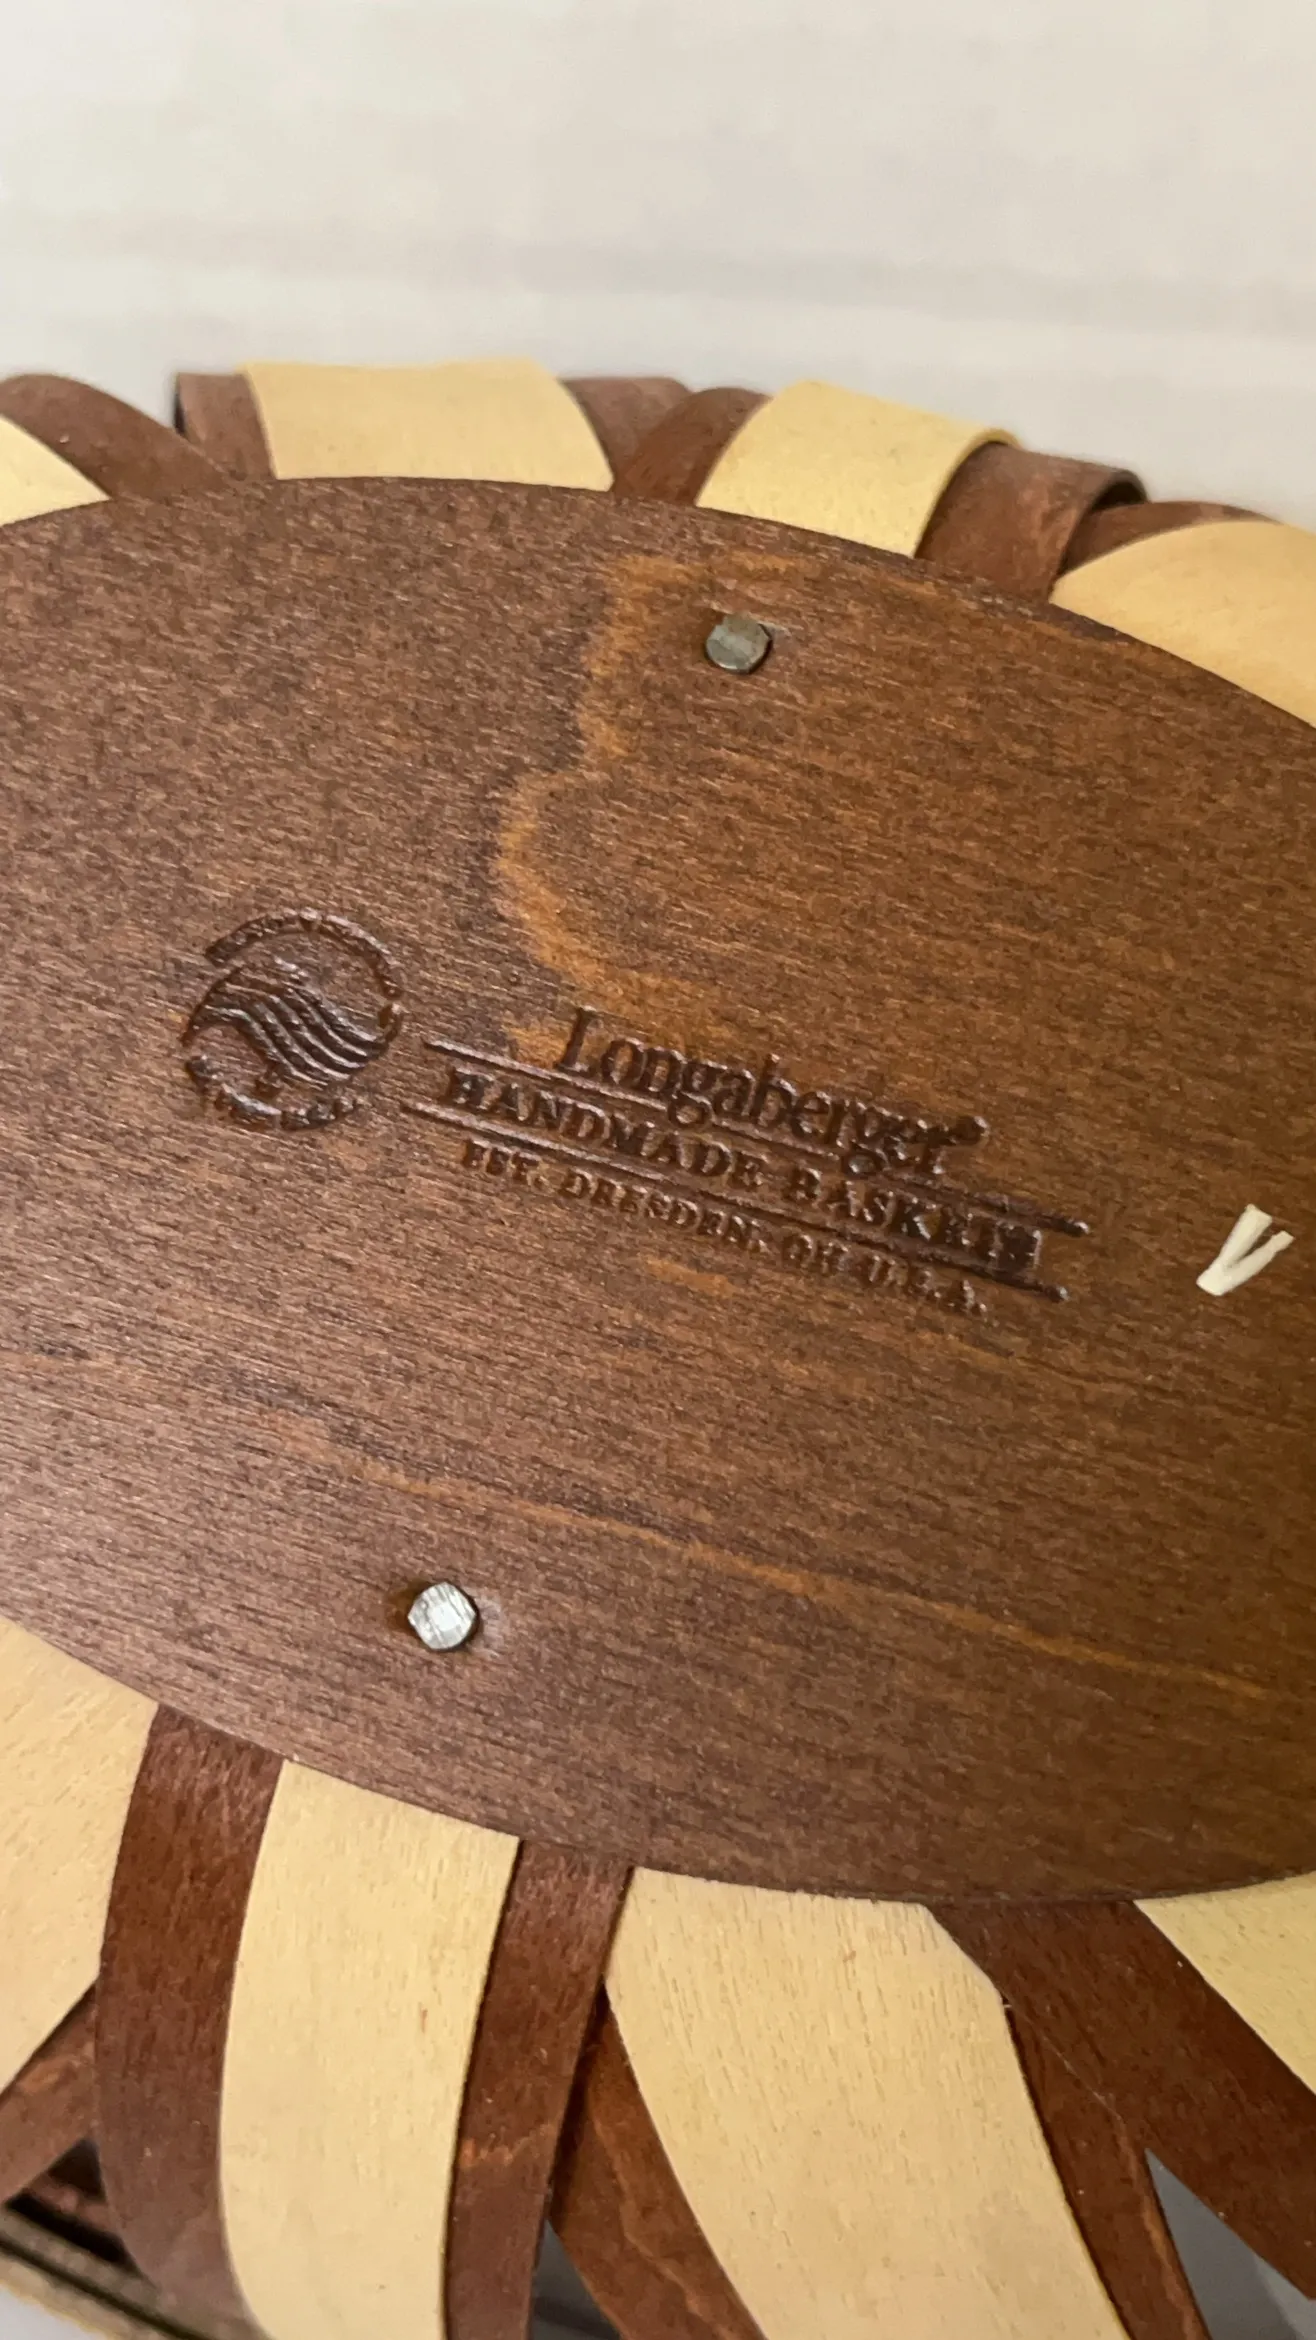 Longaberger®
HANDMADE BASKETS
EST. DRESDEN, OH U.S.A.